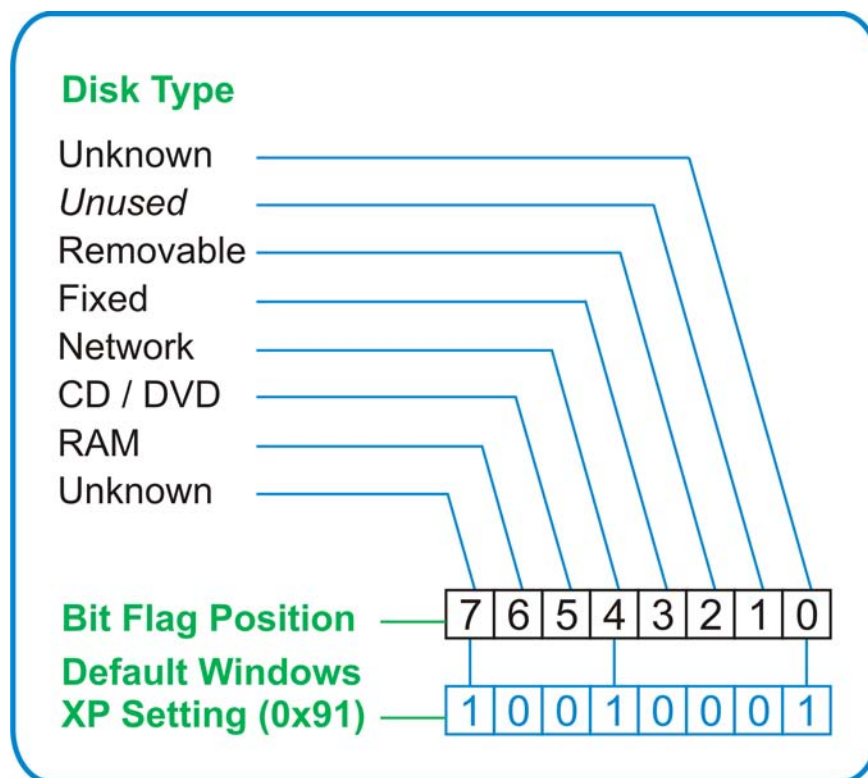 Disk Type
Unknown
Unused
Removable
Fixed
Network
CD / DVD
RAM
Unknown
Bit Flag Position
7 6 5 4 3 2 1 0
Default Windows
XP Setting (0x91)
1 0 0 1 0 0 0 1